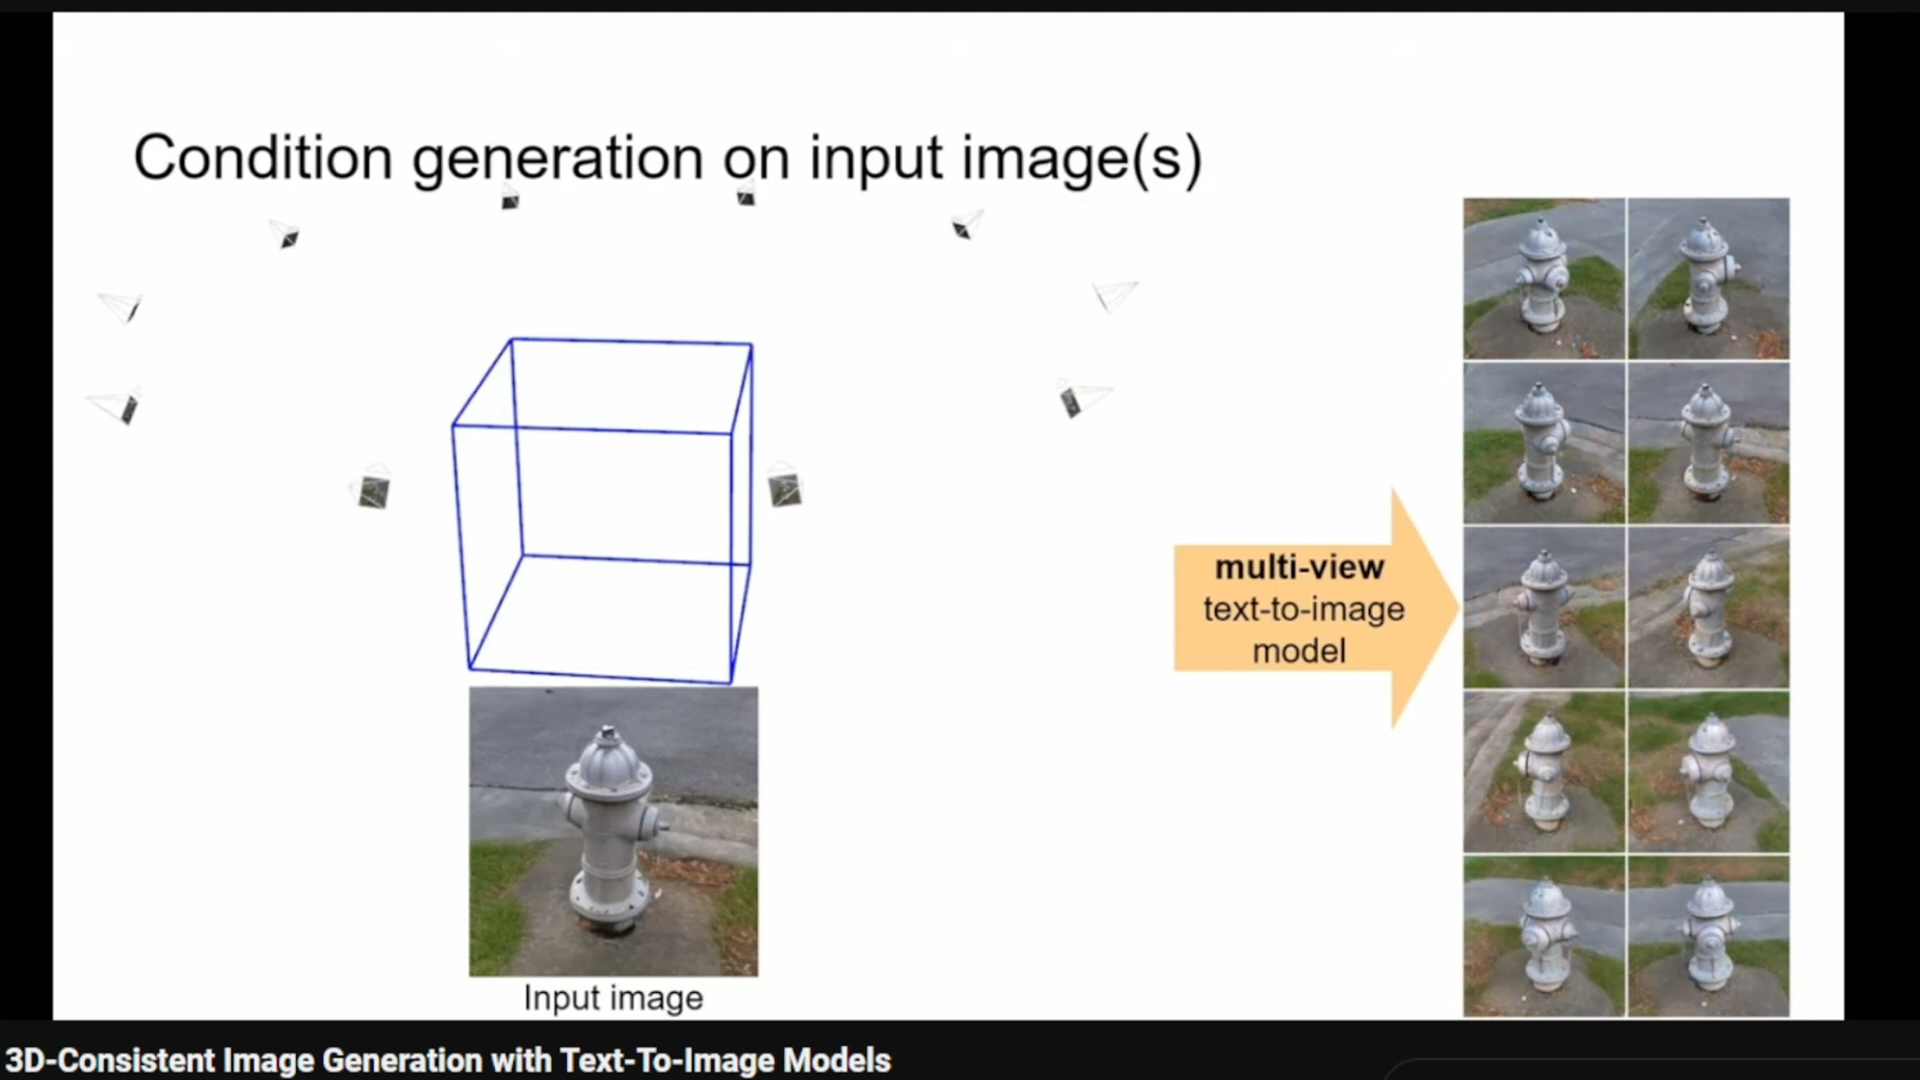 Condition generation on input image(s)
multi-view
text-to-image
model
Input image
3D-Consistent Image Generation with Text-To-Image Models